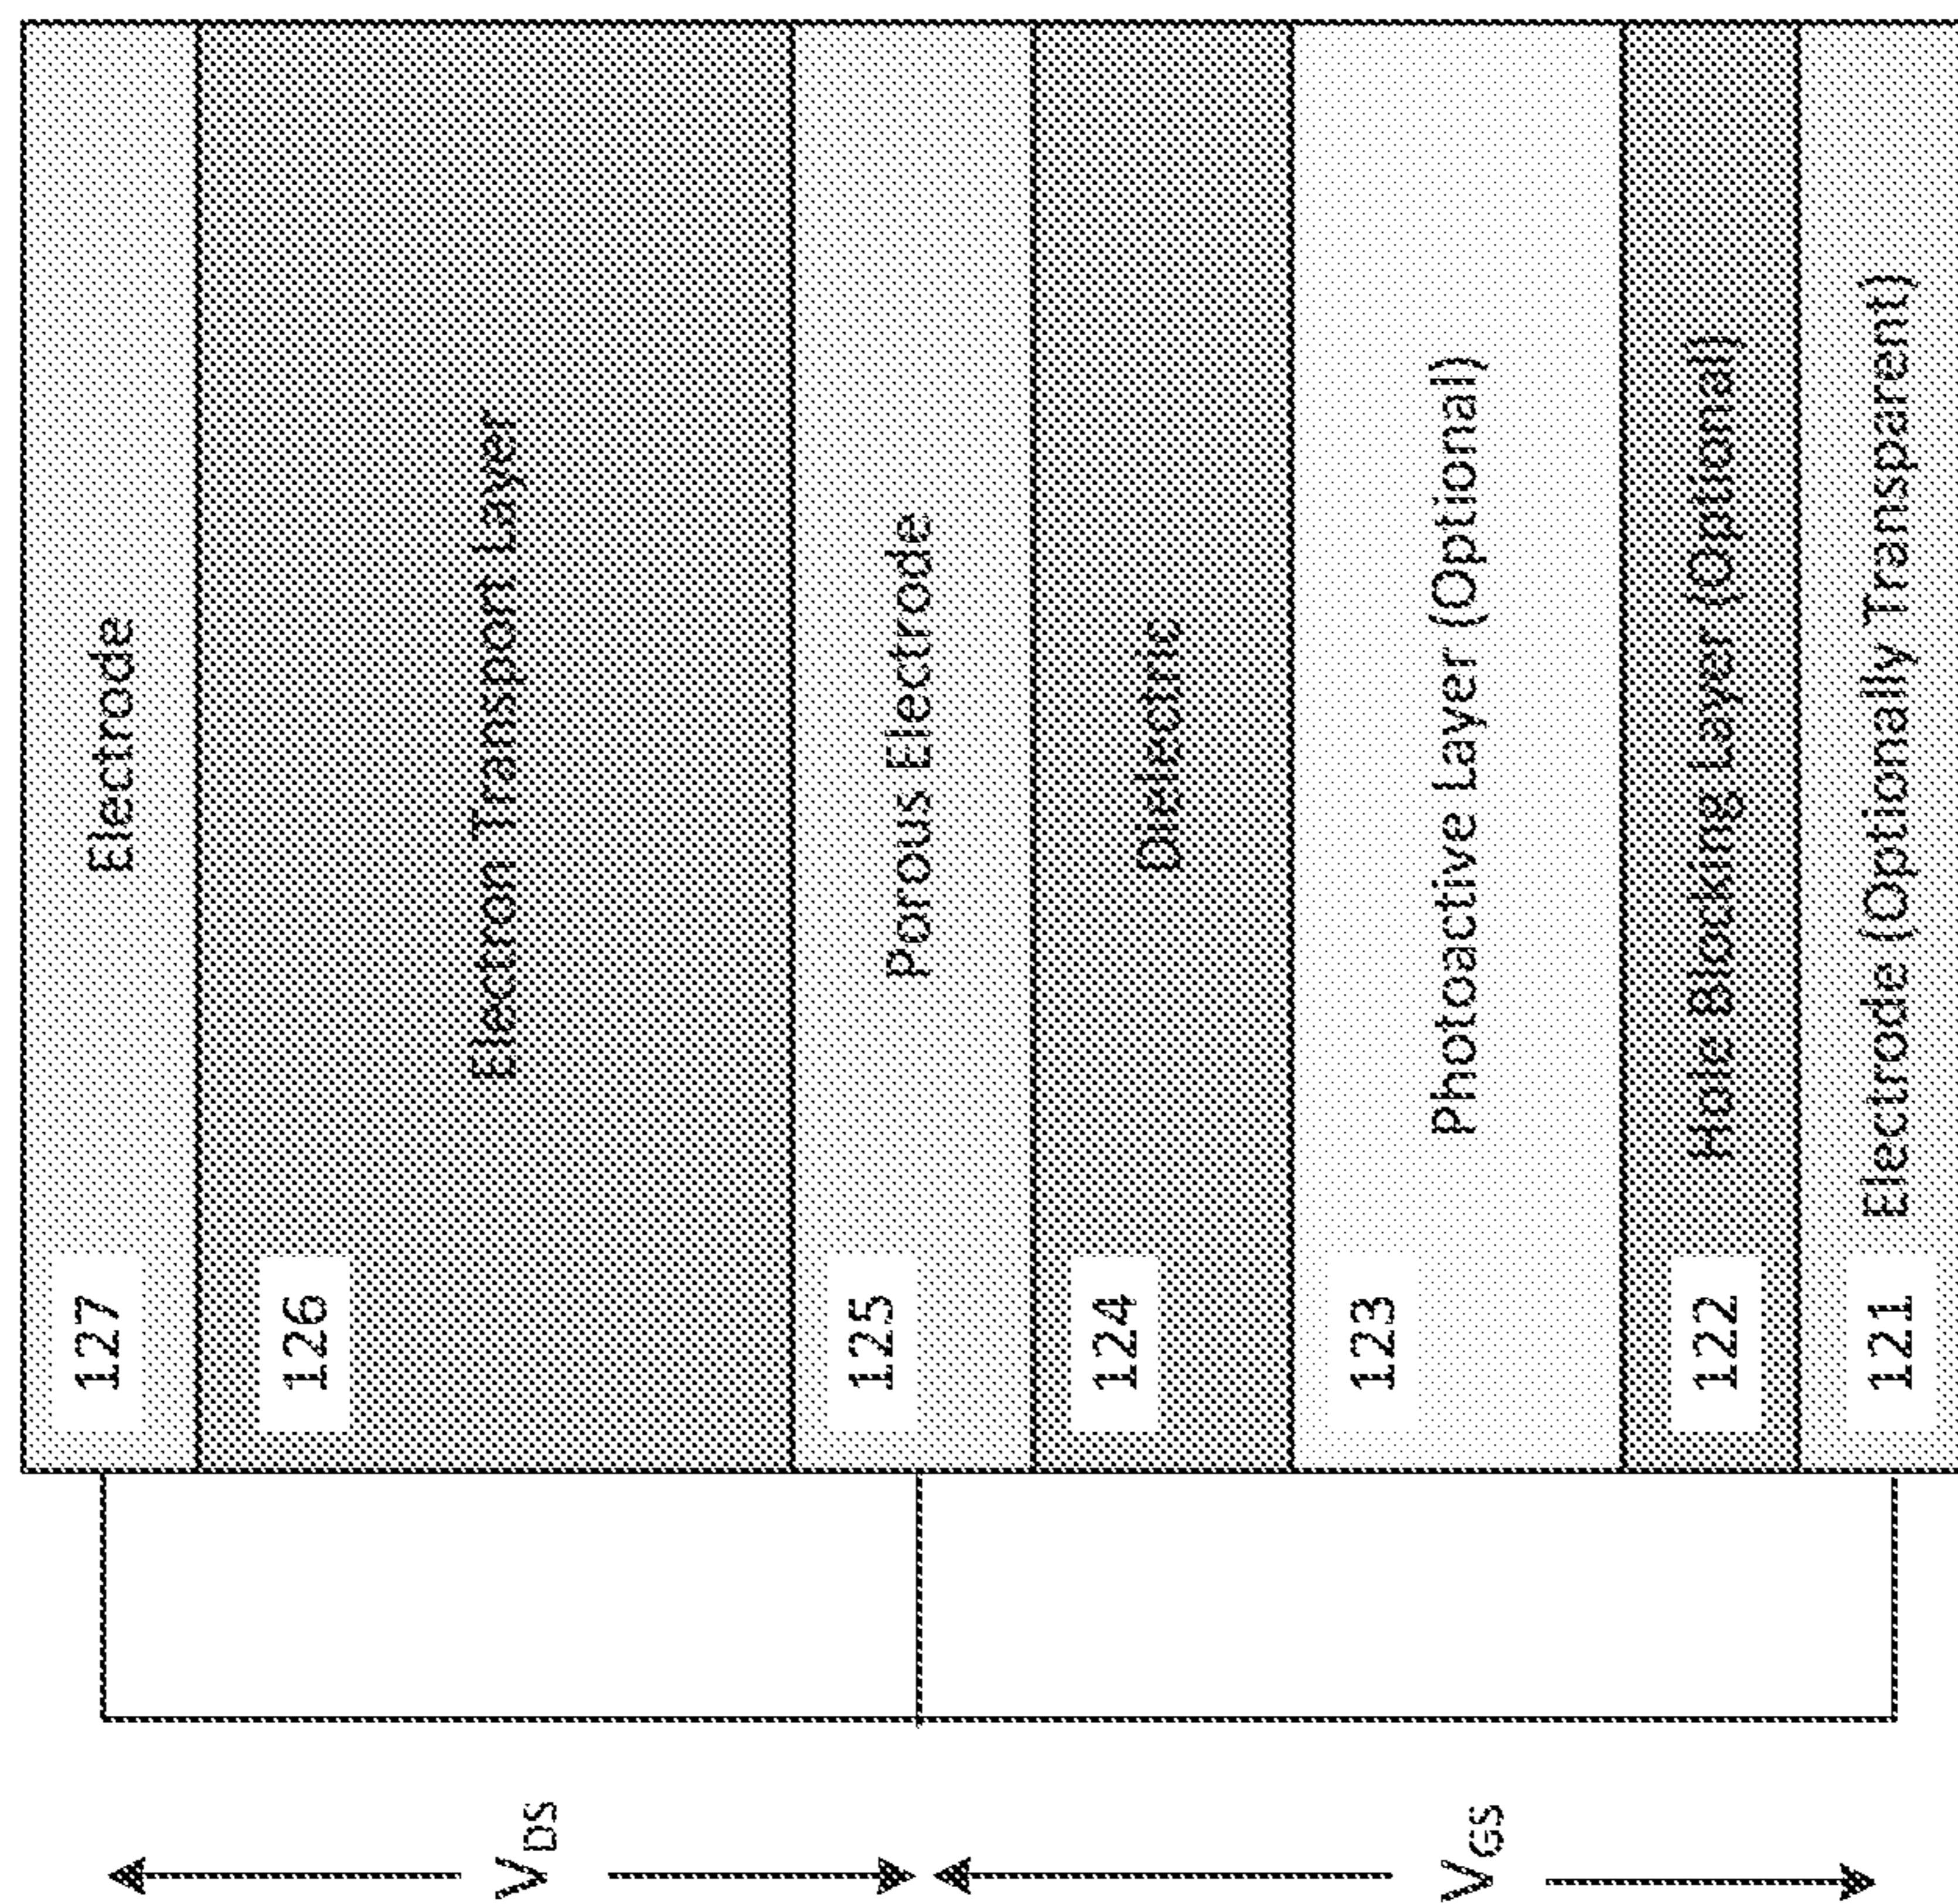 127
Electrode
126
Electron Transport Layer
125
Porous Electrode
124
Dielectric
123
Photoactive Layer (Optional)
122
Hole Blocking Layer (Optional)
121
Electrode (Optionally Transparent)
VDS
VGS